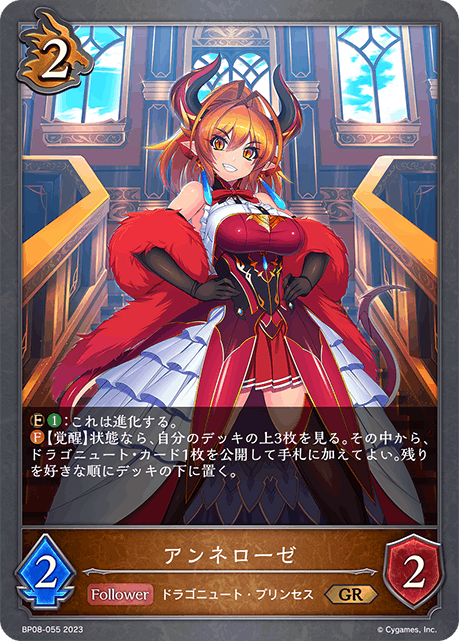 2
E 1:これは進化する。
F【覚醒】状態なら、自分のデッキの上3枚を見る。その中から、
ドラゴニュート・カード1枚を公開して手札に加えてよい。残り
を好きな順にデッキの下に置く。
アンネローゼ
2
Follower ドラゴニュート・プリンセス GR
2
BP08-055 2023
© Cygames, Inc.